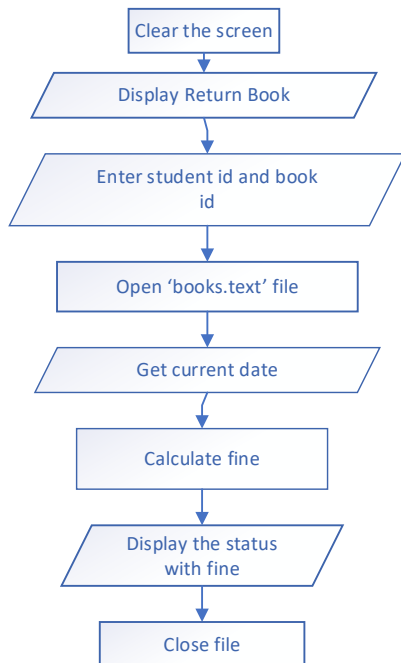 Clear the screen
Display Return Book
Enter student id and book
id
Open ‘books.text’ file
Get current date
Calculate fine
Display the status
with fine
Close file